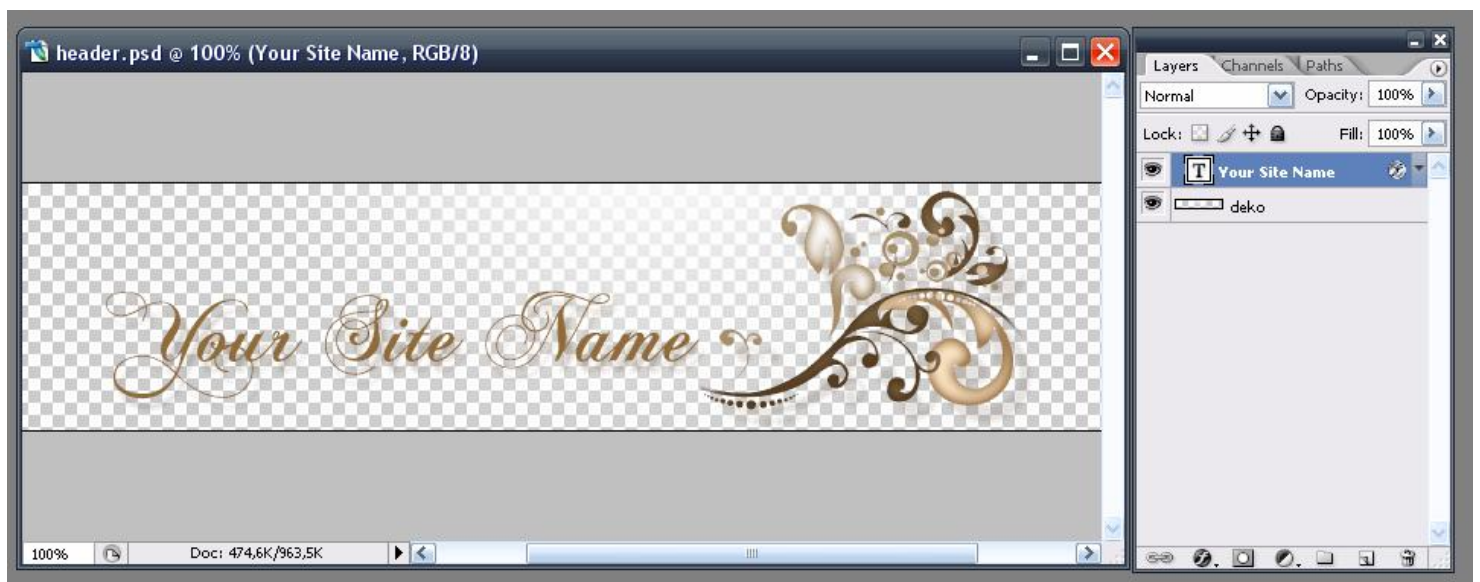 header.psd @ 100% (Your Site Name, RGB/8)
Your Site Name
100%
Doc: 474,6K/963,5K
Layers Channels Paths
Normal Opacity: 100%
Lock: Fill: 100%
T Your Site Name
deko